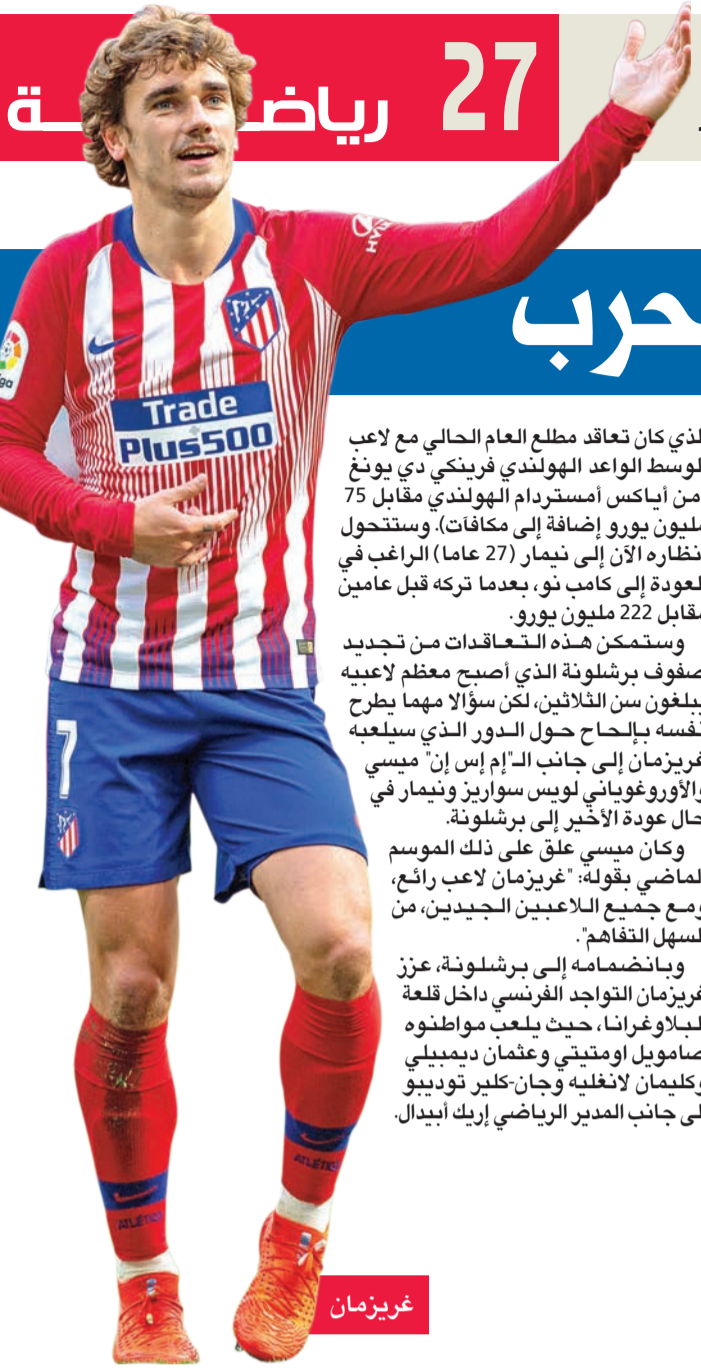 27
رياضــــة
حرب
HYUN
Trade
Plus500
7
لذي كان تعاقد مطلع العام الحالي مع لاعب
لوسط الواعد الهولندي فرينكي دي يونغ
من أياكس أمستردام الهولندي مقابل 75
مليون يورو إضافة إلى مكافآت). وستتحول
نظاره الآن إلى نيمار (27 عاما) الراغب في
لعودة إلى كامب نو، بعدما تركه قبل عامين
مقابل 222 مليون يورو.
وستمكن هذه التعاقدات من تجديد
صفوف برشلونة الذي أصبح معظم لاعبيه
يبلغون سن الثلاثين، لكن سؤالا مهما يطرح
نفسه بإلحاح حول الدور الذي سيلعبه
غريزمان إلى جانب الـ"إم إس إن" ميسي
والأوروغوياني لويس سواريز ونيمار في
حال عودة الأخير إلى برشلونة.
وكان ميسي علق على ذلك الموسم
لماضي بقوله: "غريزمان لاعب رائع،
ومع جميع اللاعبين الجيدين، من
لسهل التفاهم".
وبانضمامه إلى برشلونة، عزز
غريزمان التواجد الفرنسي داخل قلعة
لبلاوغرانا، حيث يلعب مواطنوه
صامويل اومتيتي وعثمان ديمبيلي
وكليمان لانغليه وجان-كلير توديبو
لى جانب المدير الرياضي إريك أبيدال.
ATLÉTICO
غريزمان